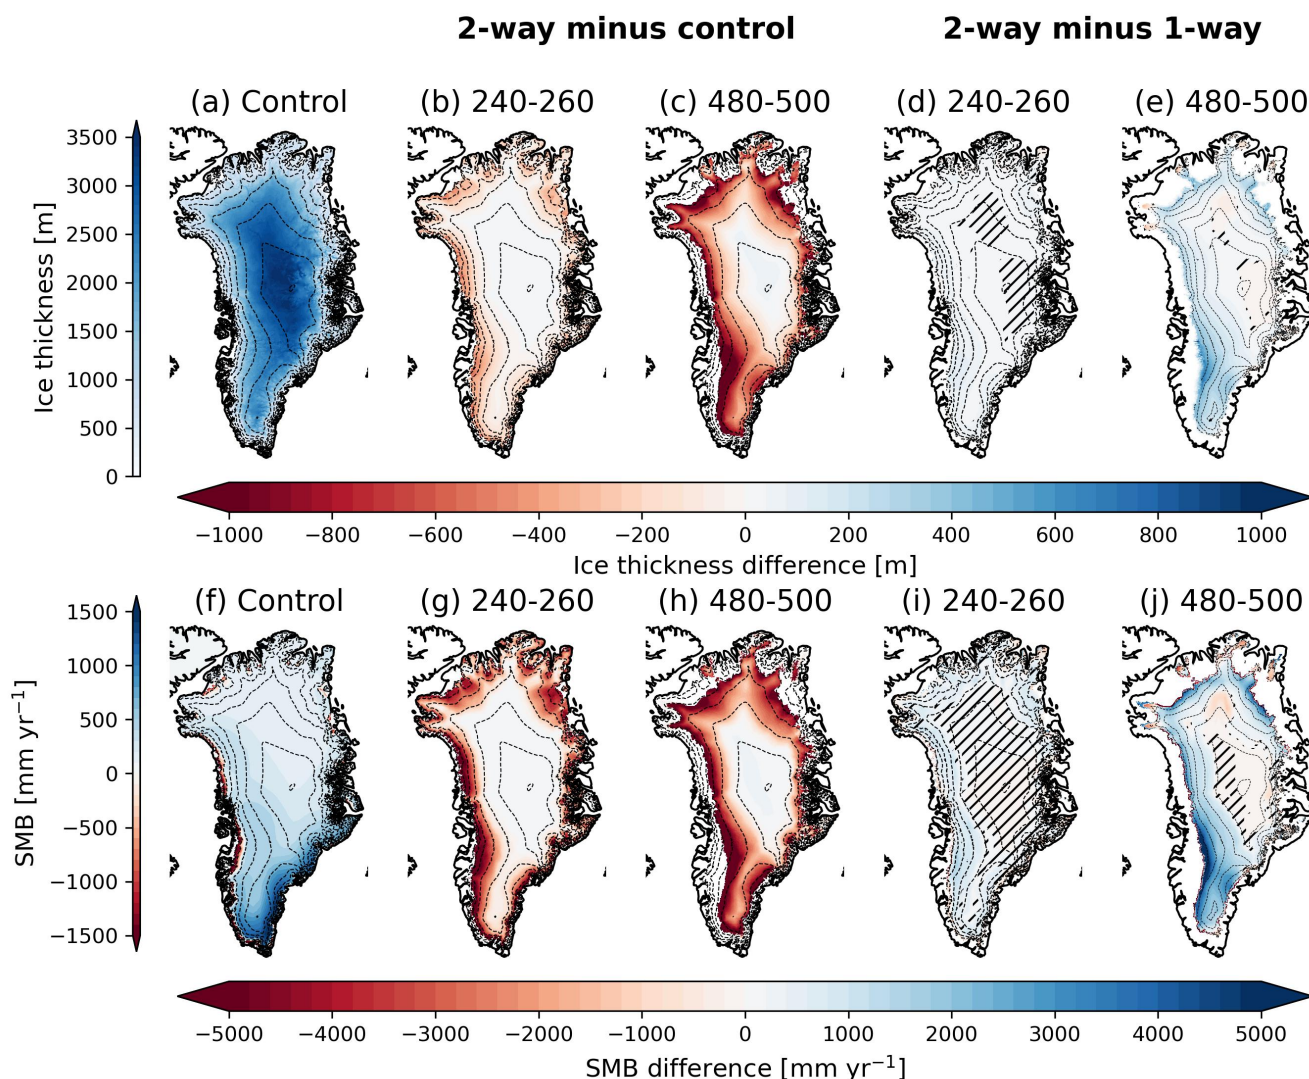 2-way minus control
2-way minus 1-way
(a) Control
(b) 240-260
(c) 480-500
(d) 240-260
(e) 480-500
3500
3000
2500
2000
1500
1000
500
0
Ice thickness [m]
−1000 −800 −600 −400 −200 0 200 400 600 800 1000
Ice thickness difference [m]
(f) Control
(g) 240-260
(h) 480-500
(i) 240-260
(j) 480-500
1500
1000
500
0
−500
−1000
−1500
SMB [mm yr⁻¹]
−5000 −4000 −3000 −2000 −1000 0 1000 2000 3000 4000 5000
SMB difference [mm yr⁻¹]